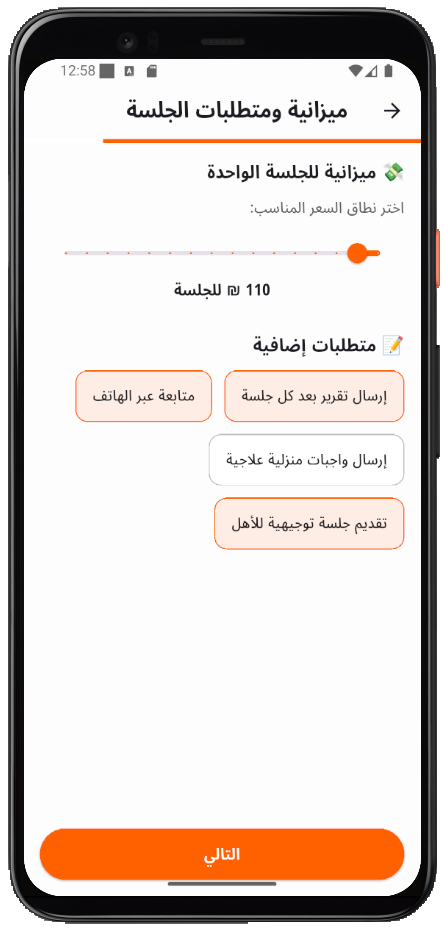 12:58
ميزانية ومتطلبات الجلسة
💸 ميزانية للجلسة الواحدة
اختر نطاق السعر المناسب:
110 ₪ للجلسة
📝 متطلبات إضافية
إرسال تقرير بعد كل جلسة
متابعة عبر الهاتف
إرسال واجبات منزلية علاجية
تقديم جلسة توجيهية للأهل
التالي